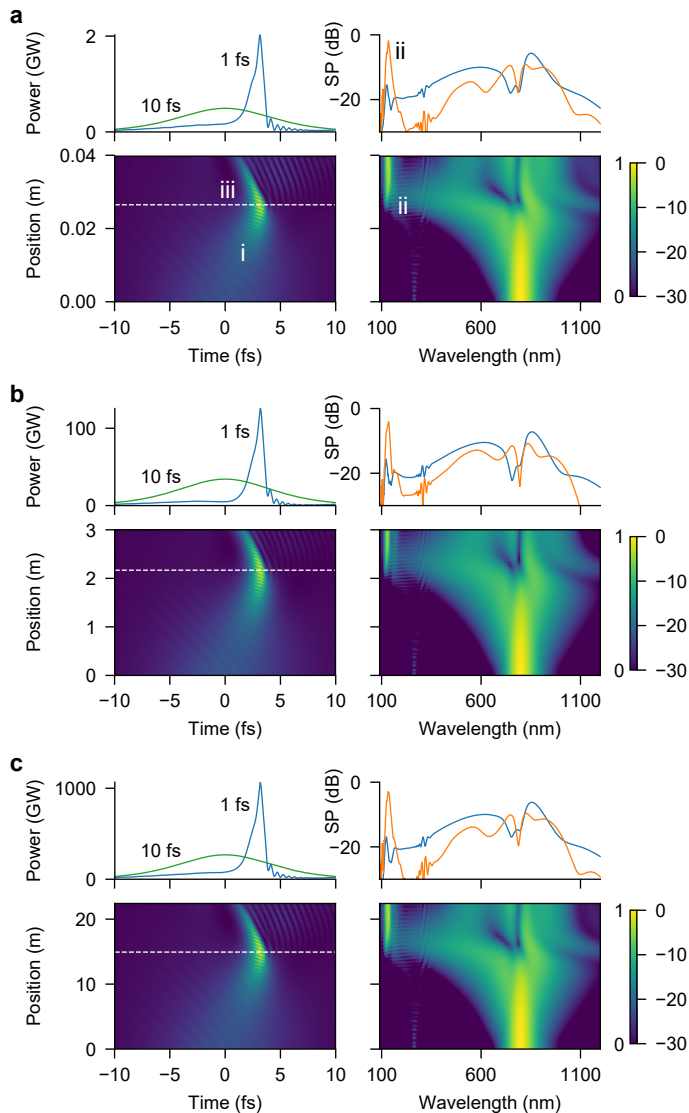 a
Power (GW)
2
0
1 fs
10 fs
SP (dB)
0
−20
ii
Position (m)
0.04
0.02
0.00
iii
i
−10 −5 0 5 10
Time (fs)
ii
100 600 1100
Wavelength (nm)
1 0
−10
−20
0 −30
b
Power (GW)
100
0
1 fs
10 fs
SP (dB)
0
−20
Position (m)
3
2
1
0
−10 −5 0 5 10
Time (fs)
100 600 1100
Wavelength (nm)
1 0
−10
−20
0 −30
c
Power (GW)
1000
0
1 fs
10 fs
SP (dB)
0
−20
Position (m)
20
10
0
−10 −5 0 5 10
Time (fs)
100 600 1100
Wavelength (nm)
1 0
−10
−20
0 −30